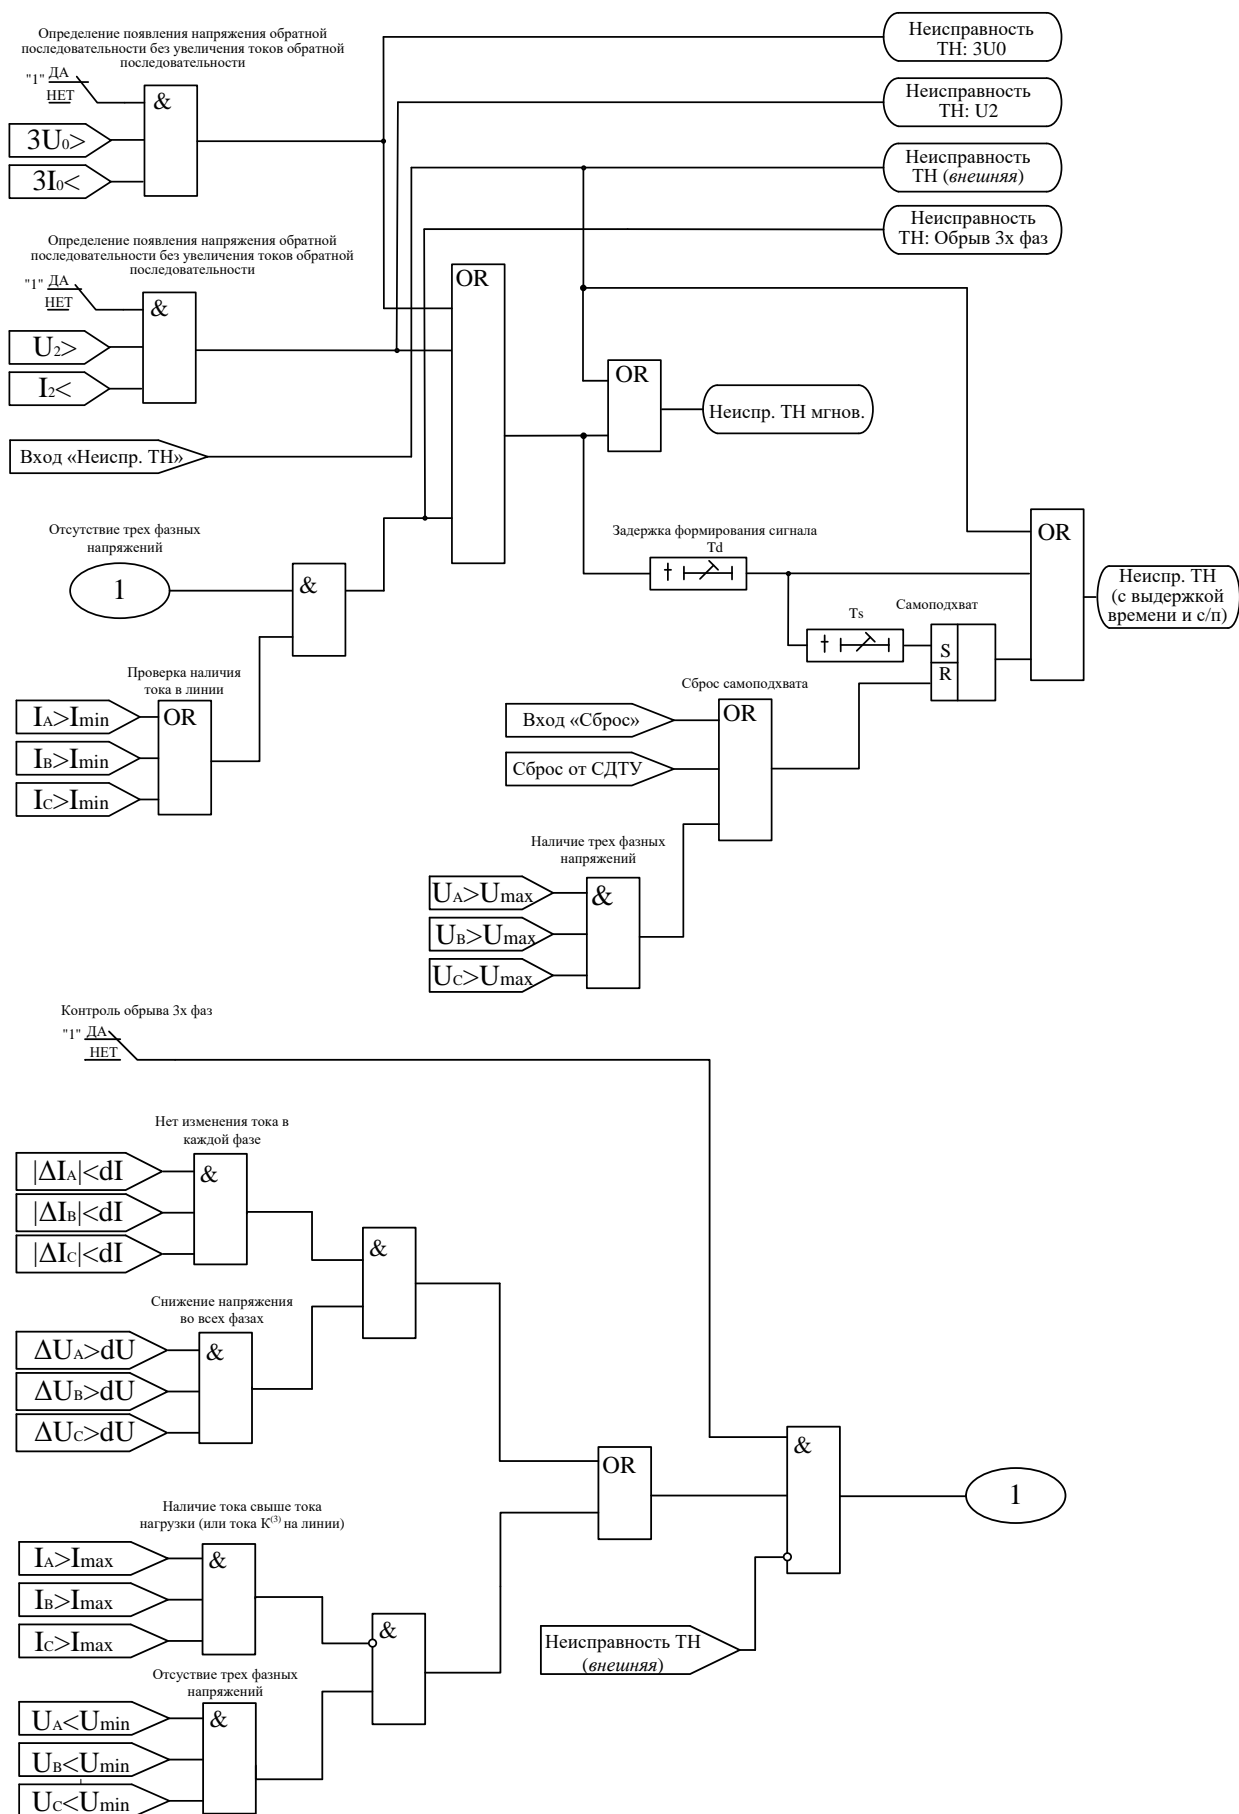 Определение появления напряжения обратной
последовательности без увеличения токов обратной
последовательности
"1" ДА
НЕТ
&
3U0>
3I0<
Неисправность
ТН: 3U0
Неисправность
ТН: U2
Неисправность
ТН (внешняя)
Неисправность
ТН: Обрыв 3х фаз
Определение появления напряжения обратной
последовательности без увеличения токов обратной
последовательности
"1" ДА
НЕТ
&
U2>
I2<
OR
OR
Неиспр. ТН мгнов.
Вход «Неиспр. ТН»
Отсутствие трех фазных
напряжений
1
&
Задержка формирования сигнала
Td
OR
Неиспр. ТН
(с выдержкой
времени и с/п)
Ts
Самоподхват
S
R
Проверка наличия
тока в линии
IA>Imin
IB>Imin
IC>Imin
OR
Сброс самоподхвата
Вход «Сброс»
Сброс от СДТУ
OR
Наличие трех фазных
напряжений
UA>Umax
UB>Umax
UC>Umax
&
Контроль обрыва 3х фаз
"1" ДА
НЕТ
Нет изменения тока в
каждой фазе
|ΔIA|<dI
|ΔIB|<dI
|ΔIC|<dI
&
&
Снижение напряжения
во всех фазах
ΔUA>dU
ΔUB>dU
ΔUC>dU
&
OR
&
1
Наличие тока свыше тока
нагрузки (или тока К(3) на линии)
IA>Imax
IB>Imax
IC>Imax
&
&
Неисправность ТН
(внешняя)
Отсуствие трех фазных
напряжений
UA<Umin
UB<Umin
UC<Umin
&